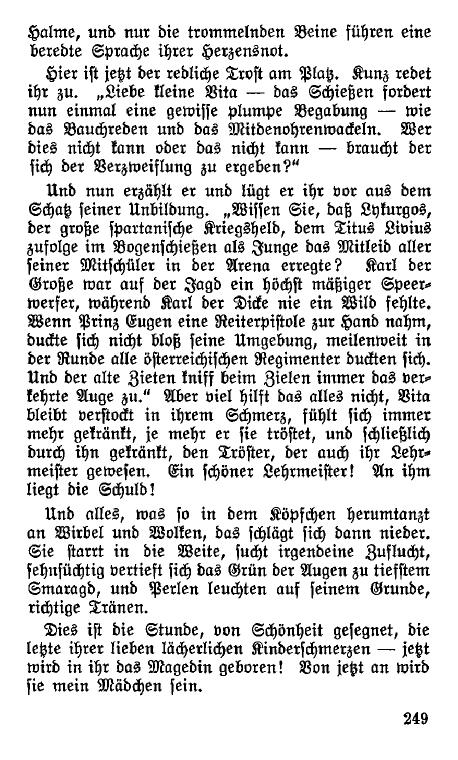 Halme, und nur die trommelnden Beine führen eine
beredte Sprache ihrer Herzensnot.
Hier ist jetzt der redliche Trost am Platz. Kunz redet
ihr zu. „Liebe kleine Vita — das Schießen fordert
nun einmal eine gewisse plumpe Begabung — wie
das Bauchreden und das Mitdenohrenwackeln. Wer
dies nicht kann oder das nicht kann — braucht der
sich der Verzweiflung zu ergeben?“
Und nun erzählt er und lügt er ihr vor aus dem
Schatz seiner Unbildung. „Wissen Sie, daß Lykurgos,
der große spartanische Kriegsheld, dem Titus Livius
zufolge im Bogenschießen als Junge das Mitleid aller
seiner Mitschüler in der Arena erregte? Karl der
Große war auf der Jagd ein höchst mäßiger Speer-
werfer, während Karl der Dicke nie ein Wild fehlte.
Wenn Prinz Eugen eine Reiterpistole zur Hand nahm,
duckte sich nicht bloß seine Umgebung, meilenweit in
der Runde alle österreichischen Regimenter duckten sich.
Und der alte Zieten kniff beim Zielen immer das ver-
kehrte Auge zu.“ Aber viel hilft das alles nicht, Vita
bleibt verstockt in ihrem Schmerz, fühlt sich immer
mehr gekränkt, je mehr er sie tröstet, und schließlich
durch ihn gekränkt, den Tröster, der auch ihr Lehr-
meister gewesen. Ein schöner Lehrmeister! An ihm
liegt die Schuld!
Und alles, was so in dem Köpfchen herumtanzt
an Wirbel und Wolken, das schlägt sich dann nieder.
Sie starrt in die Weite, sucht irgendeine Zuflucht,
sehnsüchtig vertieft sich das Grün der Augen zu tiefstem
Smaragd, und Perlen leuchten auf seinem Grunde,
richtige Tränen.
Dies ist die Stunde, von Schönheit gesegnet, die
letzte ihrer lieben lächerlichen Kinderschmerzen — jetzt
wird in ihr das Magedin geboren! Von jetzt an wird
sie mein Mädchen sein.
249